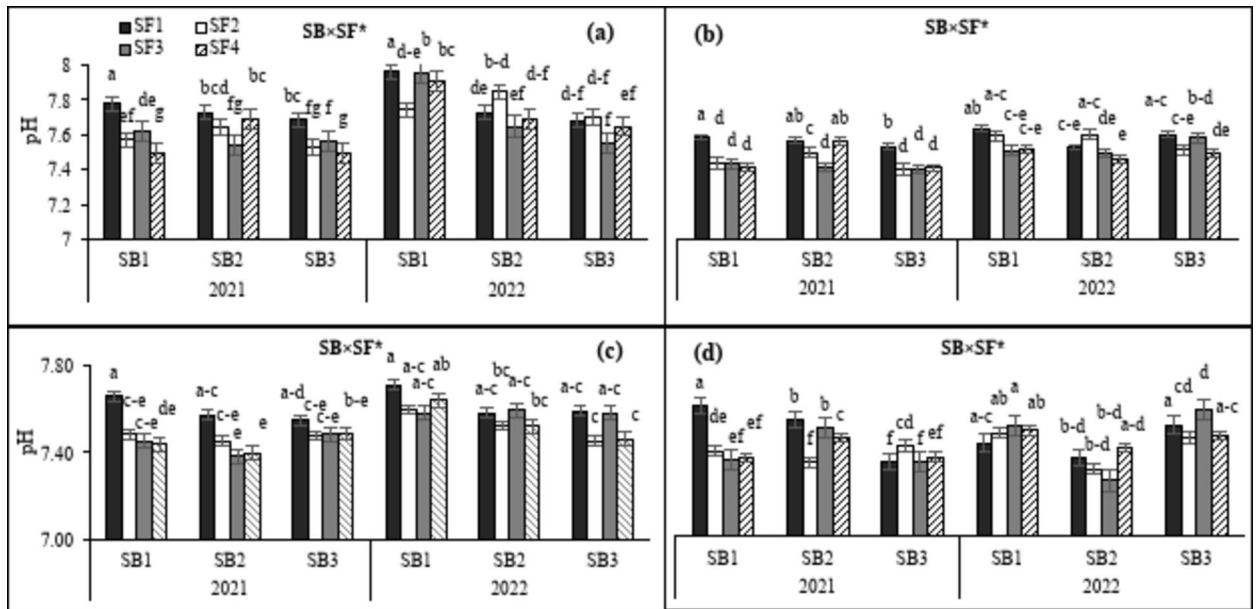 SF1 SF2
SF3 SF4
SB×SF*
(a)
pH
8
7.8
7.6
7.4
7.2
7
a ef de g
bcd fg bc
bc fg f g
a d-e b bc
de b-d ef d-f
d-f d-f f ef
SB1 SB2 SB3 SB1 SB2 SB3
2021 2022
(b)
SB×SF*
a d d d
ab c d ab
b d d d
ab a-c c-e c-e
c-e a-c de e
a-c c-e b-d de
SB1 SB2 SB3 SB1 SB2 SB3
2021 2022
SB×SF*
(c)
pH
7.80
7.40
7.00
a c-e c-e de
a-c c-e e e
a-d c-e c-e b-e
a a-c a-c ab
a-c bc a-c bc
a-c c a-c c
SB1 SB2 SB3 SB1 SB2 SB3
2021 2022
(d)
SB×SF*
a de ef ef
b f b c
f cd f ef
a-c ab a ab
b-d b-d b-d a-d
cd d a-c
SB1 SB2 SB3 SB1 SB2 SB3
2021 2022